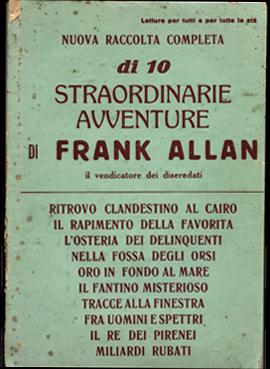 Letture per tutti e per tutte le età
NUOVA RACCOLTA COMPLETA
di 10
STRAORDINARIE
AVVENTURE
DI FRANK ALLAN
il vendicatore dei diseredati
RITROVO CLANDESTINO AL CAIRO
IL RAPIMENTO DELLA FAVORITA
L'OSTERIA DEI DELINQUENTI
NELLA FOSSA DEGLI ORSI
ORO IN FONDO AL MARE
IL FANTINO MISTERIOSO
TRACCE ALLA FINESTRA
FRA UOMINI E SPETTRI
IL RE DEI PIRENEI
MILIARDI RUBATI